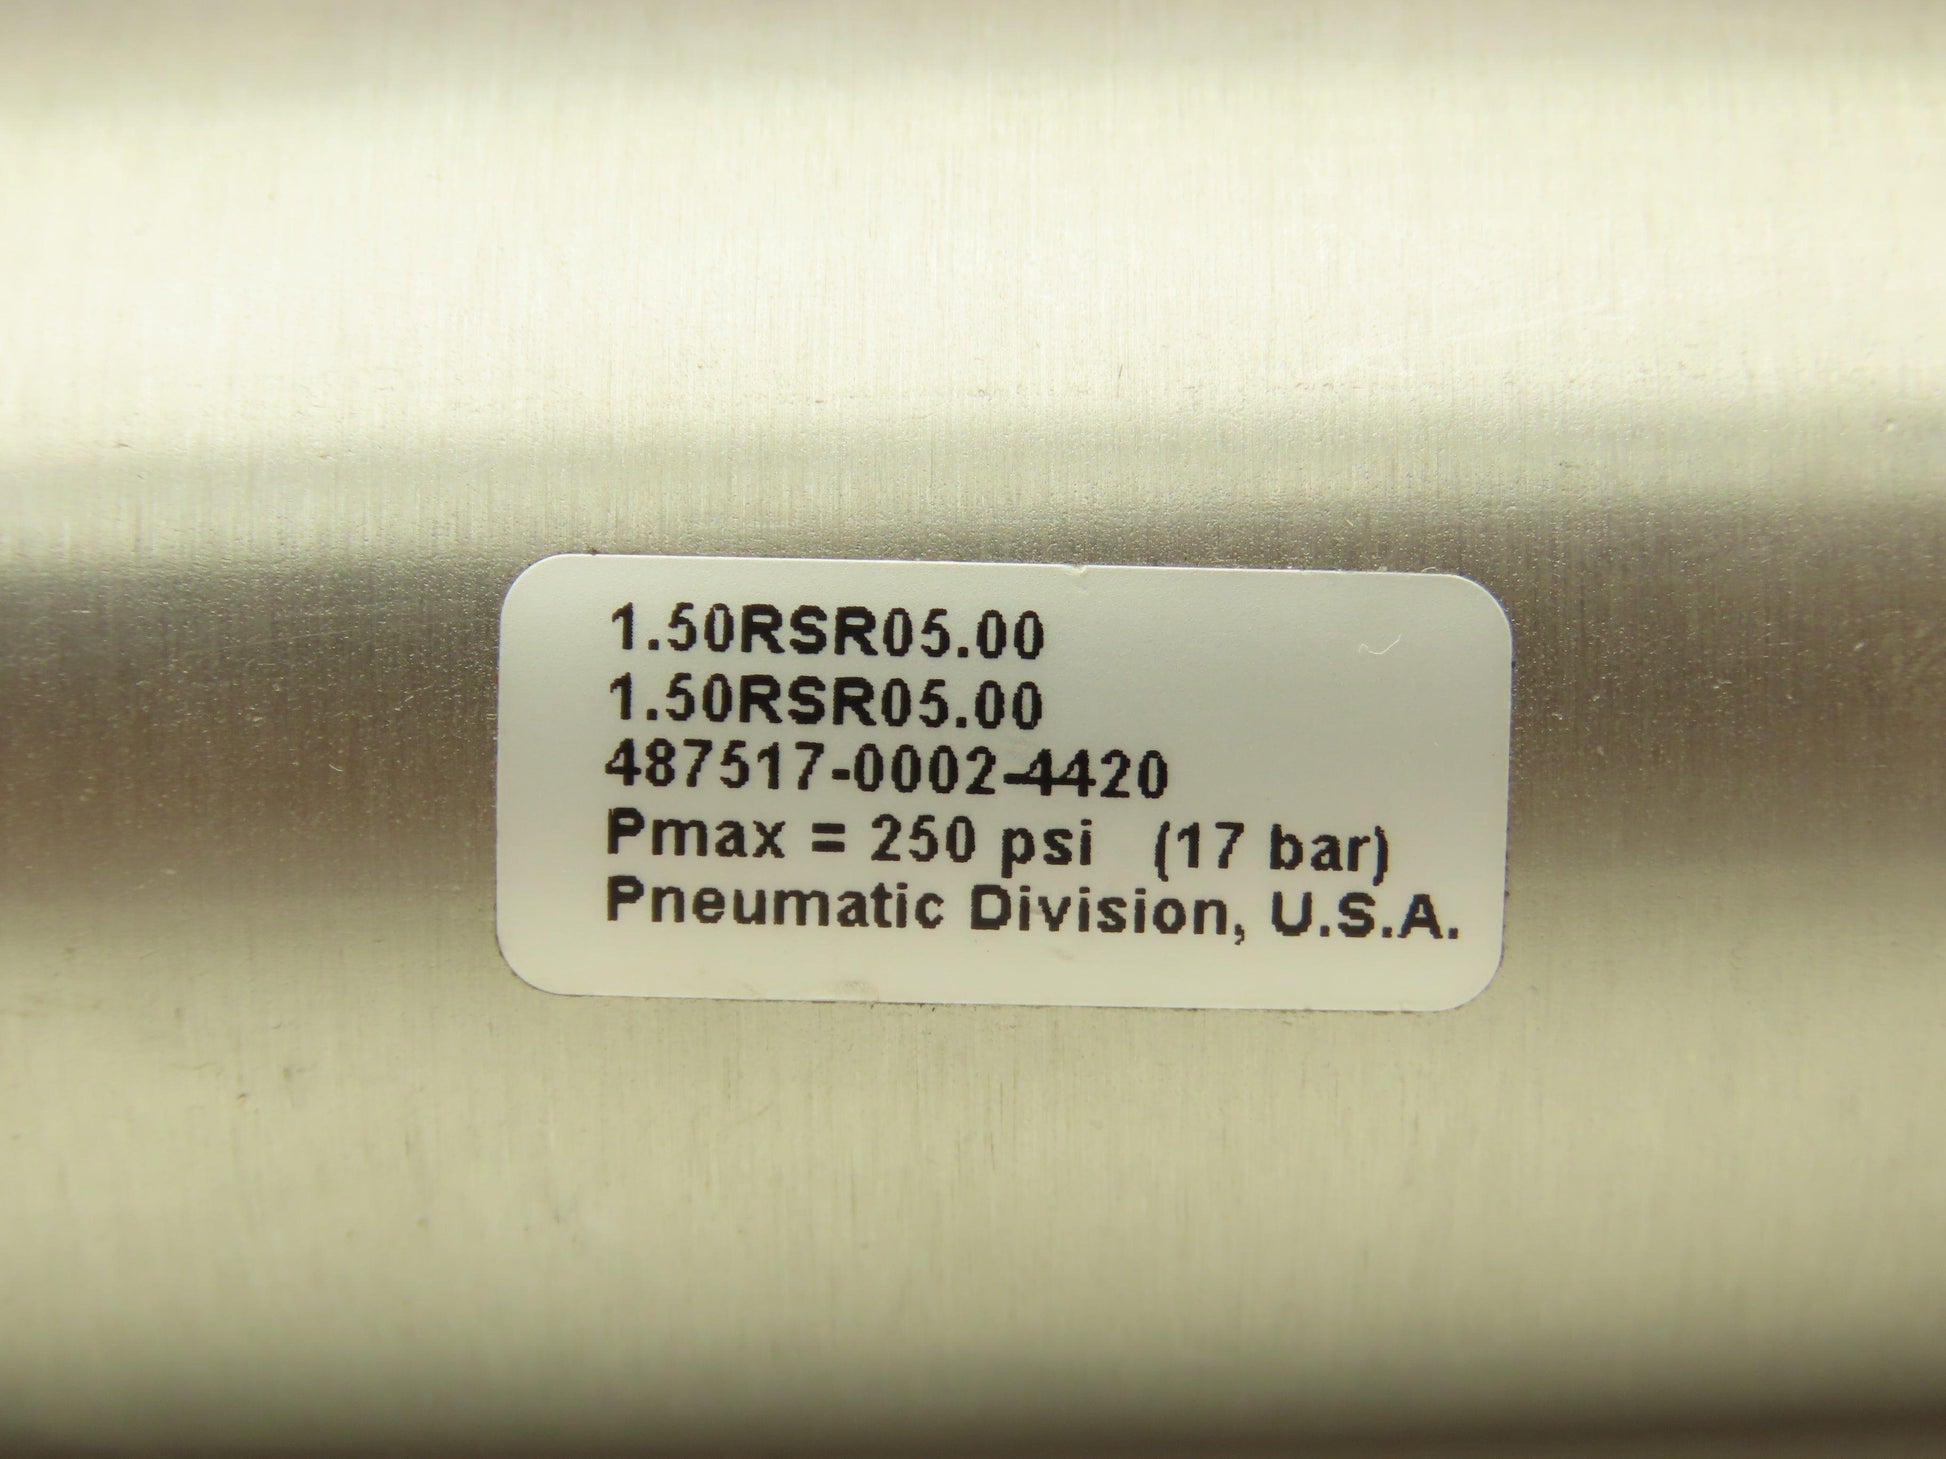 1.50RSR05.00
1.50RSR05.00
487517-0002-4420
Pmax = 250 psi (17 bar)
Pneumatic Division, U.S.A.